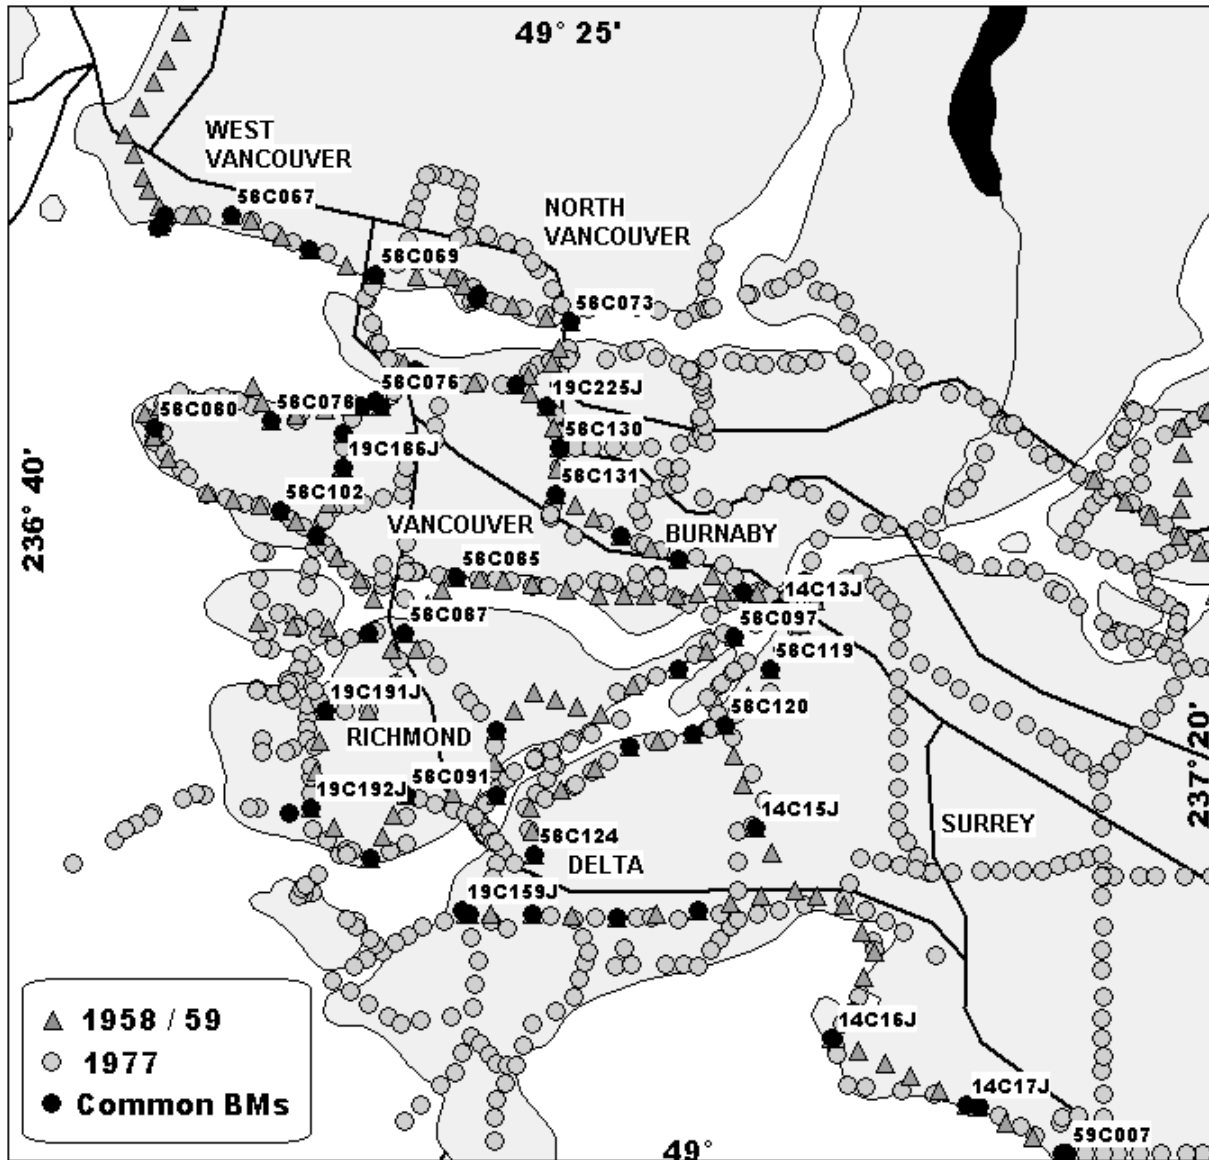 49° 25'
WEST
VANCOUVER
58C067
NORTH
VANCOUVER
58C069
58C073
58C076
19C225J
58C080
58C078
58C130
19C166J
236° 40'
58C131
58C102
VANCOUVER
BURNABY
58C085
14C13J
58C087
58C097
58C119
19C191J
58C120
RICHMOND
237° 20'
58C091
19C192J
14C15J
SURREY
58C124
DELTA
19C159J
1958 / 59
14C16J
1977
14C17J
Common BMs
59C007
49°